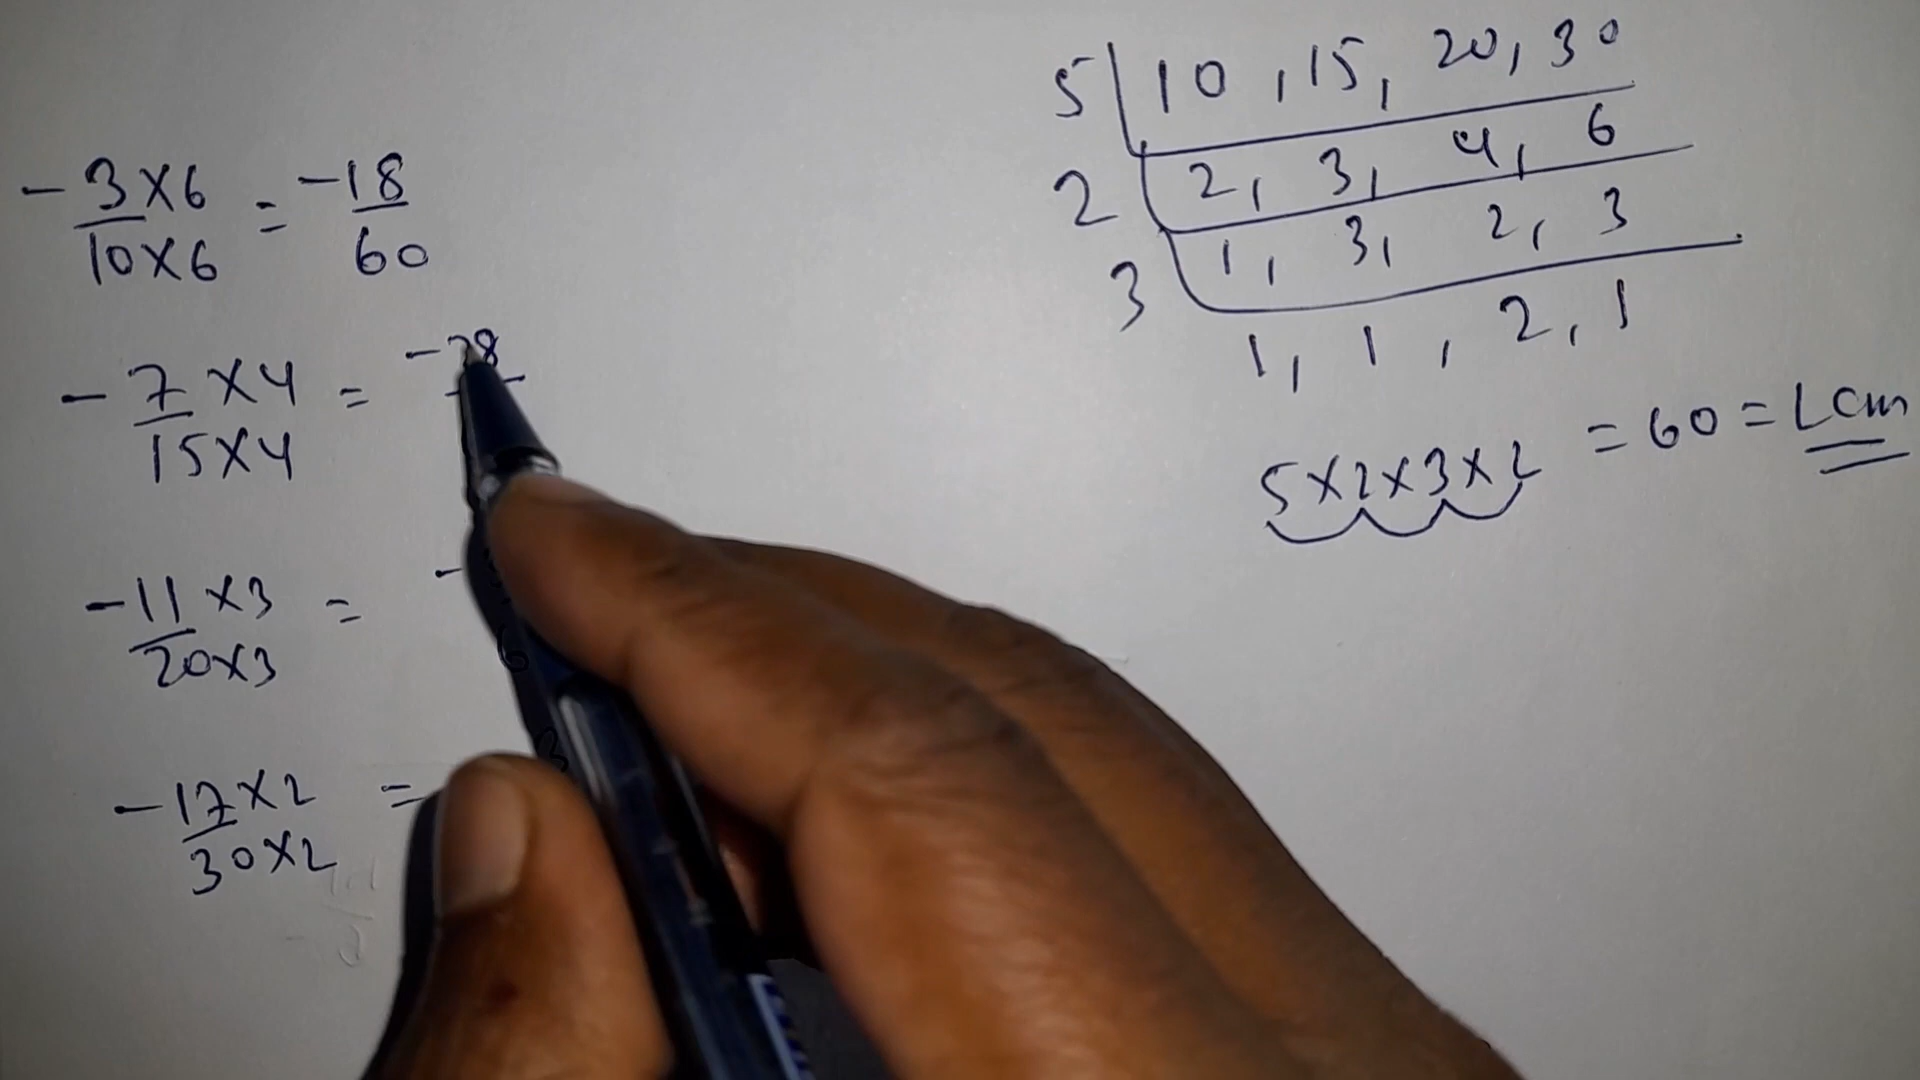 -3×6 = -18
10×6 60
-7×4 = -28
15×4
-11×3 = -
20×3
-17×2 =
30×2
5 10, 15, 20, 30
2 2, 3, 4, 6
3 1, 3, 2, 3
1, 1, 2, 1
5×2×3×2 = 60 = Lcm